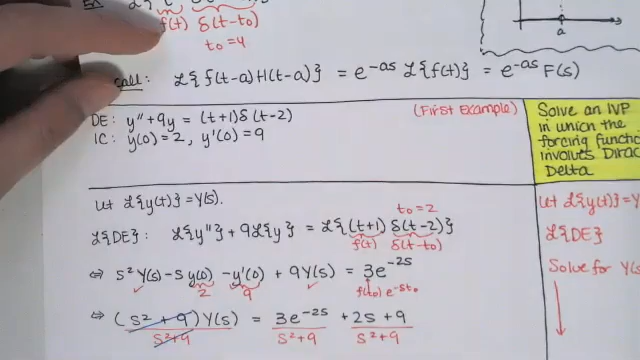 Ex
f(t) δ(t-t₀)
t₀=4
a
call: ℒ{f(t-a)H(t-a)} = e^-as ℒ{f(t)} = e^-as F(s)
DE: y" + 9y = (t+1)δ(t-2)
(First Example)
IC: y(0) = 2, y'(0) = 9
Solve an IVP
in which the
forcing functio
involves Dirac
Delta
Let ℒ{y(t)} = Y(s).
t₀=2
ℒ{DE}: ℒ{y"} + 9ℒ{y} = ℒ{(t+1) δ(t-2)}
f(t) δ(t-t₀)
⇔ s²Y(s) - sy(0) - y'(0) + 9Y(s) = 3e^-2s
✓ 2 9 ✓ f(t₀) e^-st₀
⇔ (s² + 9)Y(s) = 3e^-2s + 2s + 9
s²+9 s²+9 s²+9
Let ℒ{y(t)} = Y
ℒ{DE}
Solve for Y(s